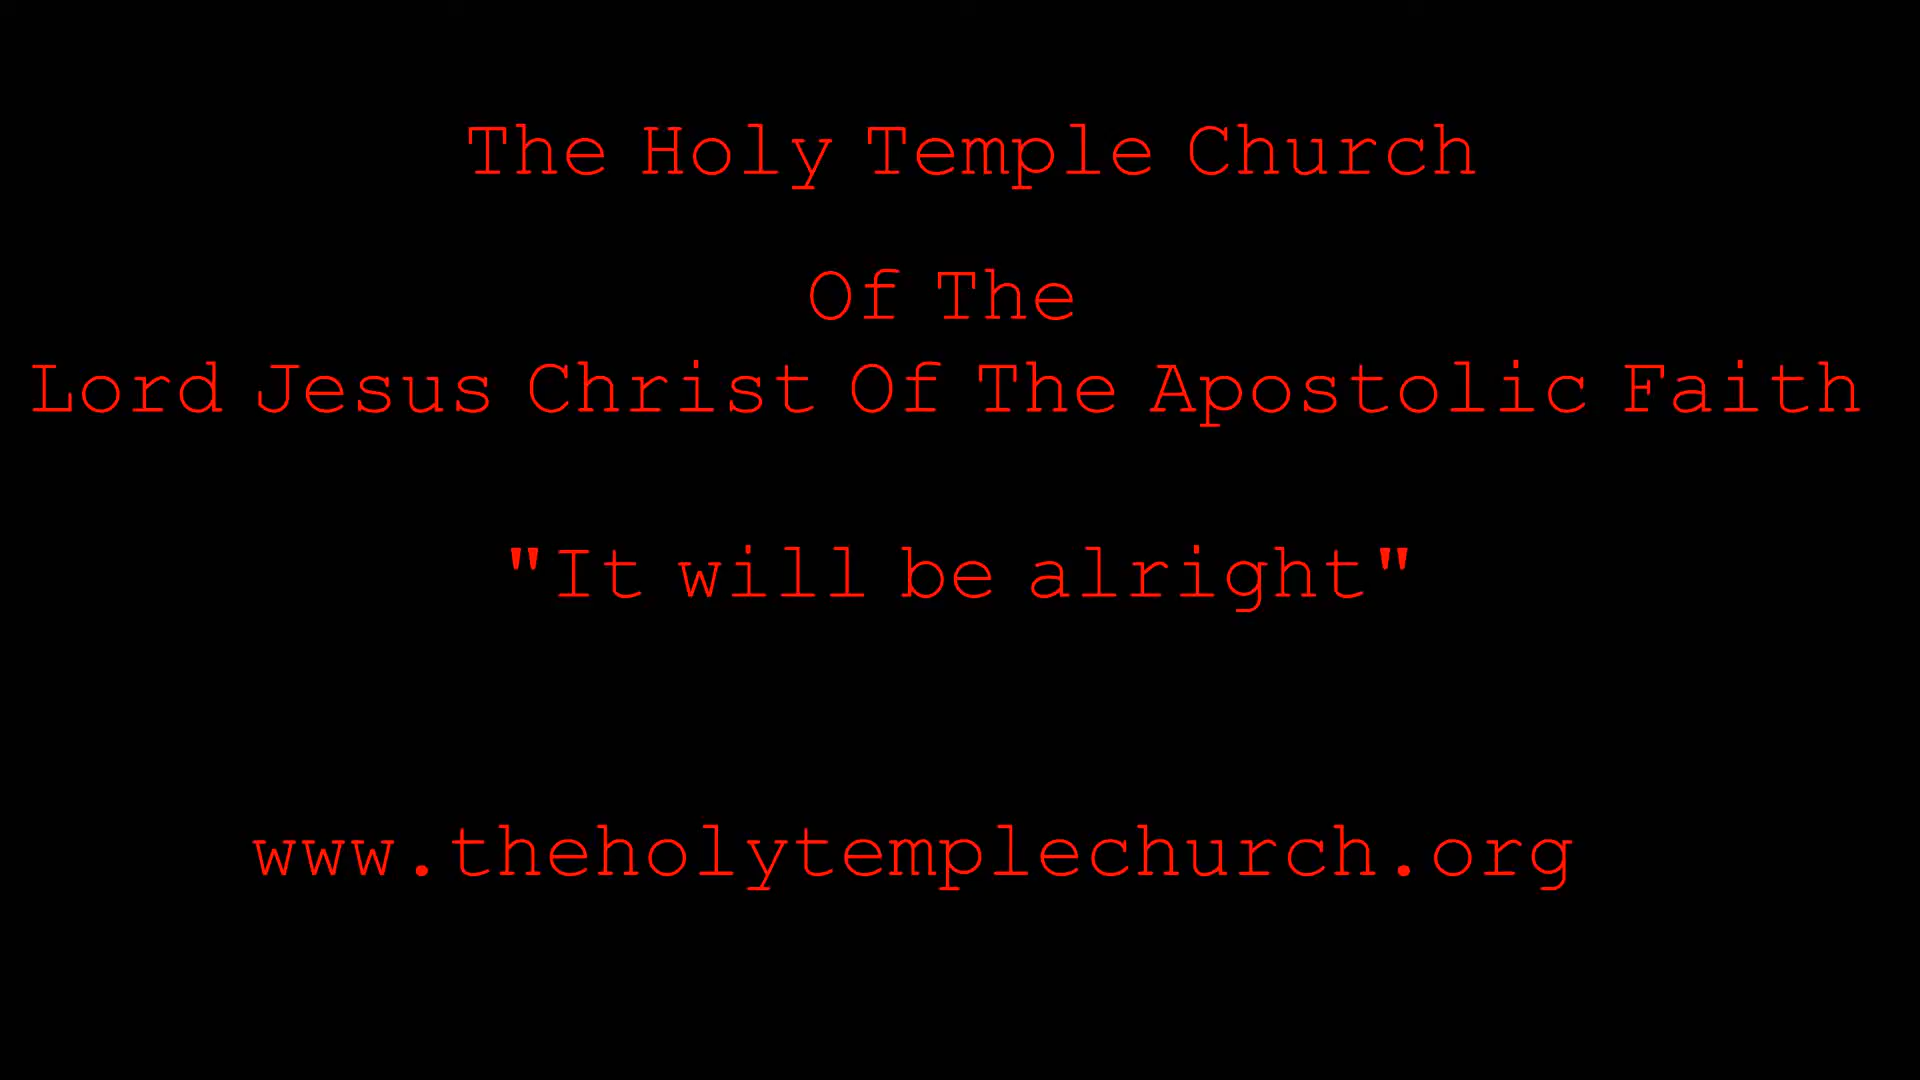 The Holy Temple Church
Of The
Lord Jesus Christ Of The Apostolic Faith
"It will be alright"
www.theholytemplechurch.org